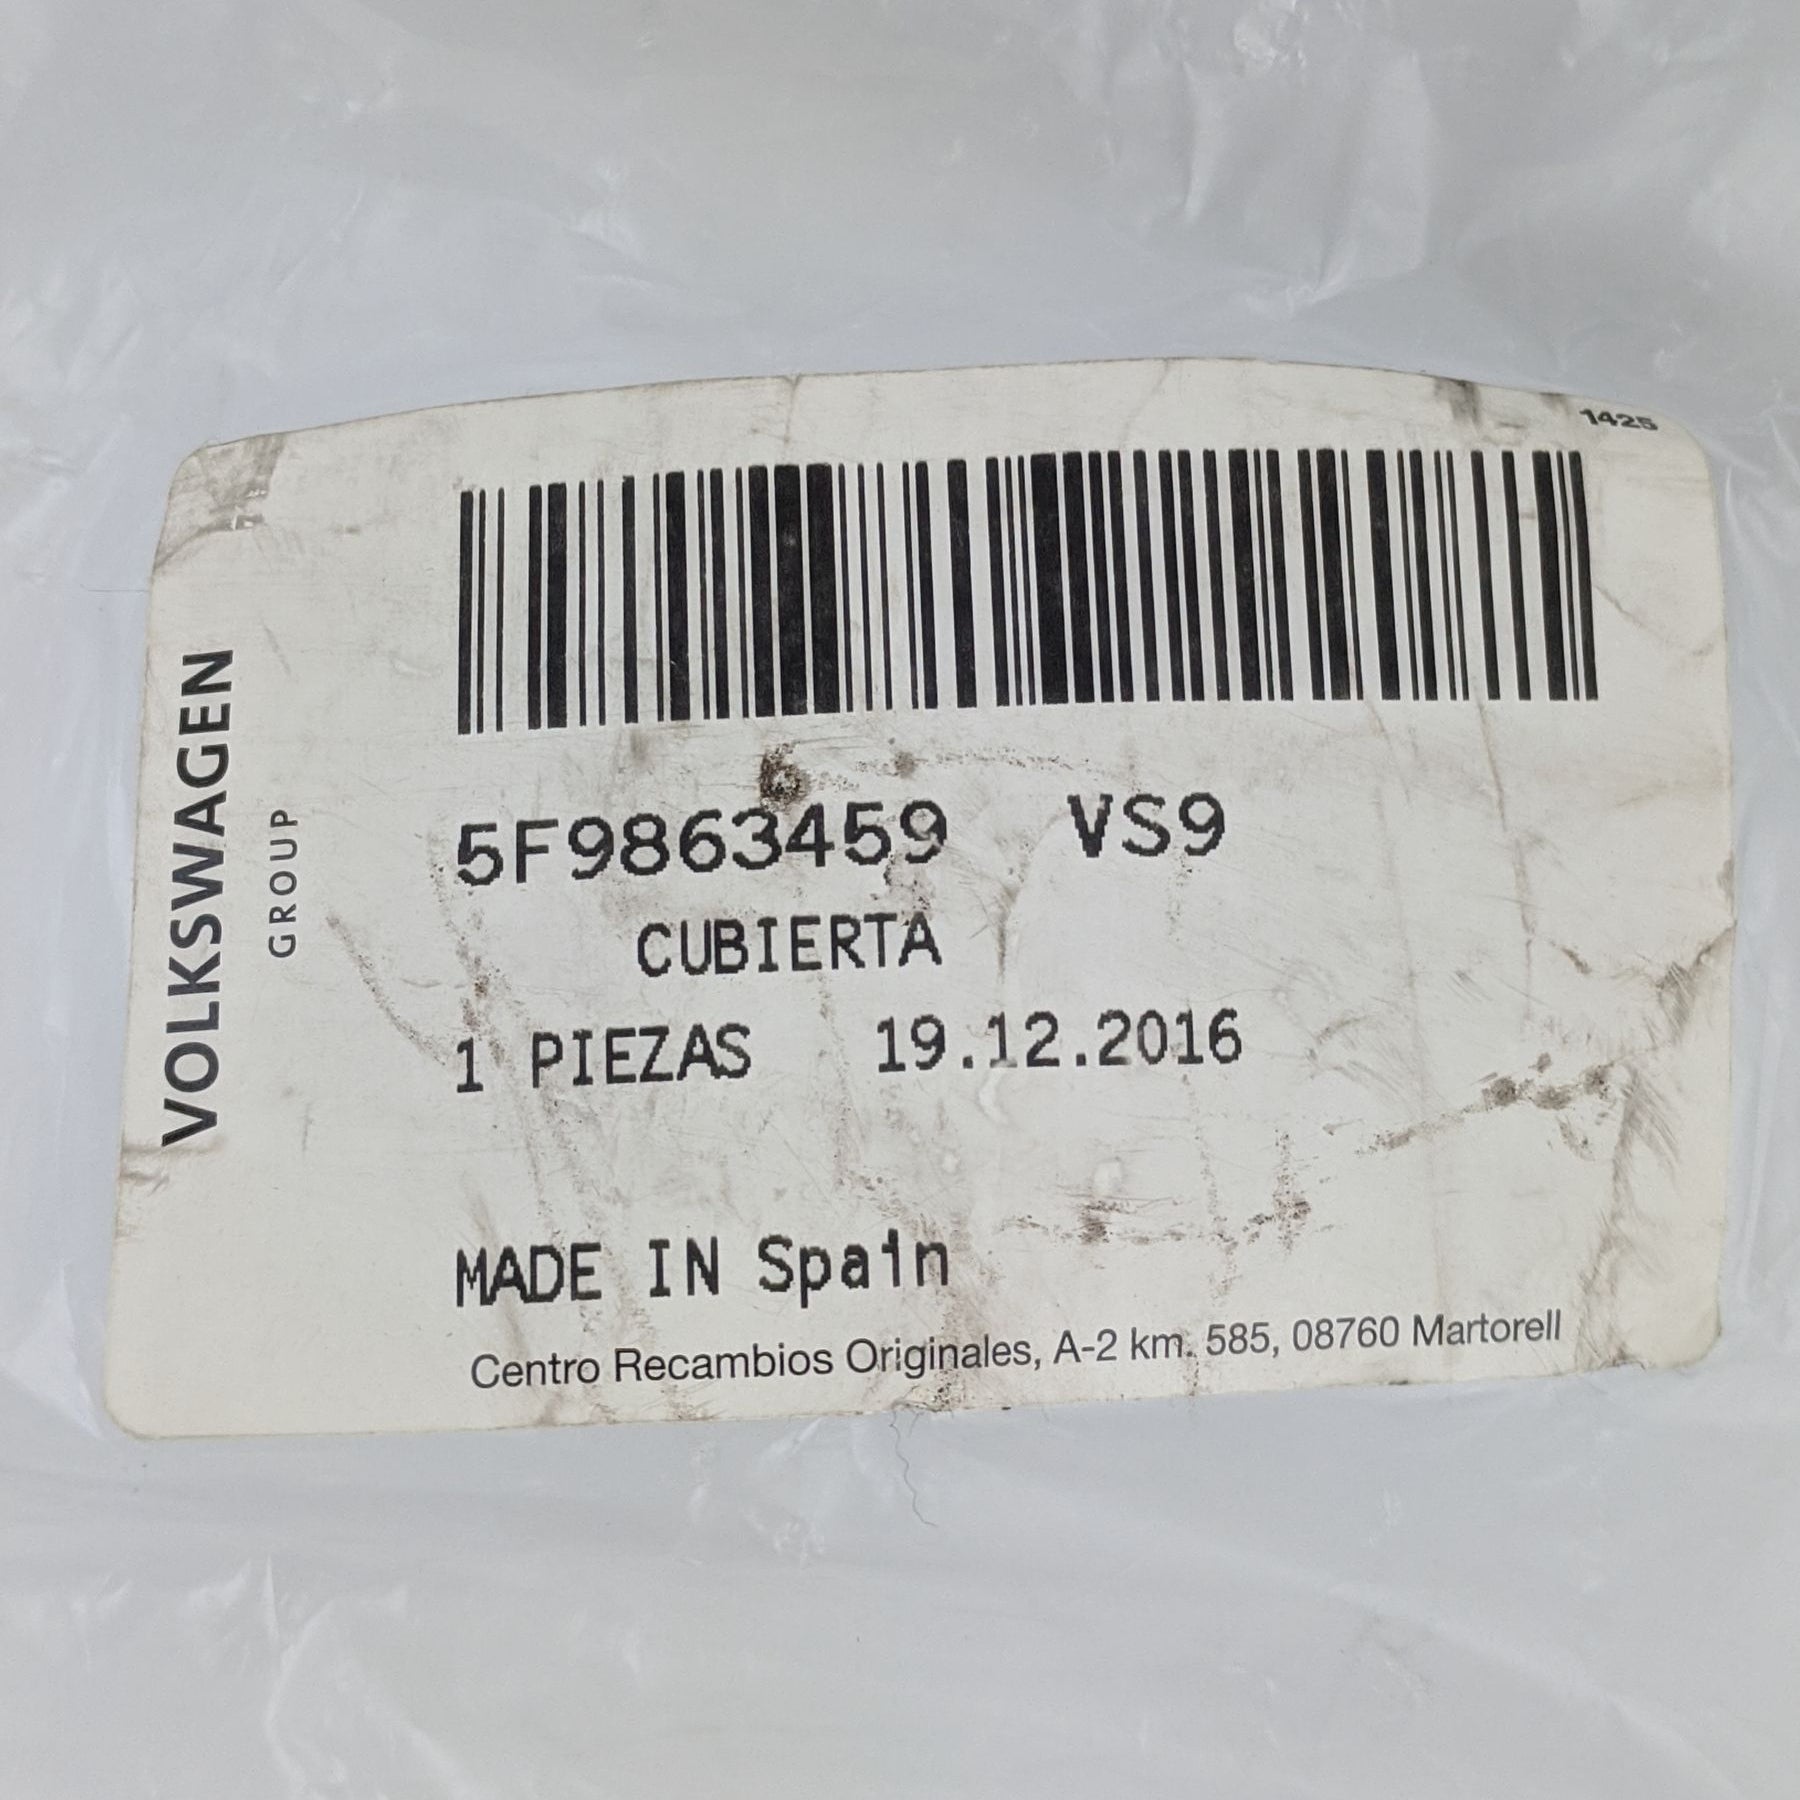 1425
VOLKSWAGEN
GROUP
5F9863459 VS9
CUBIERTA
1 PIEZAS 19.12.2016
MADE IN Spain
Centro Recambios Originales, A-2 km. 585, 08760 Martorell